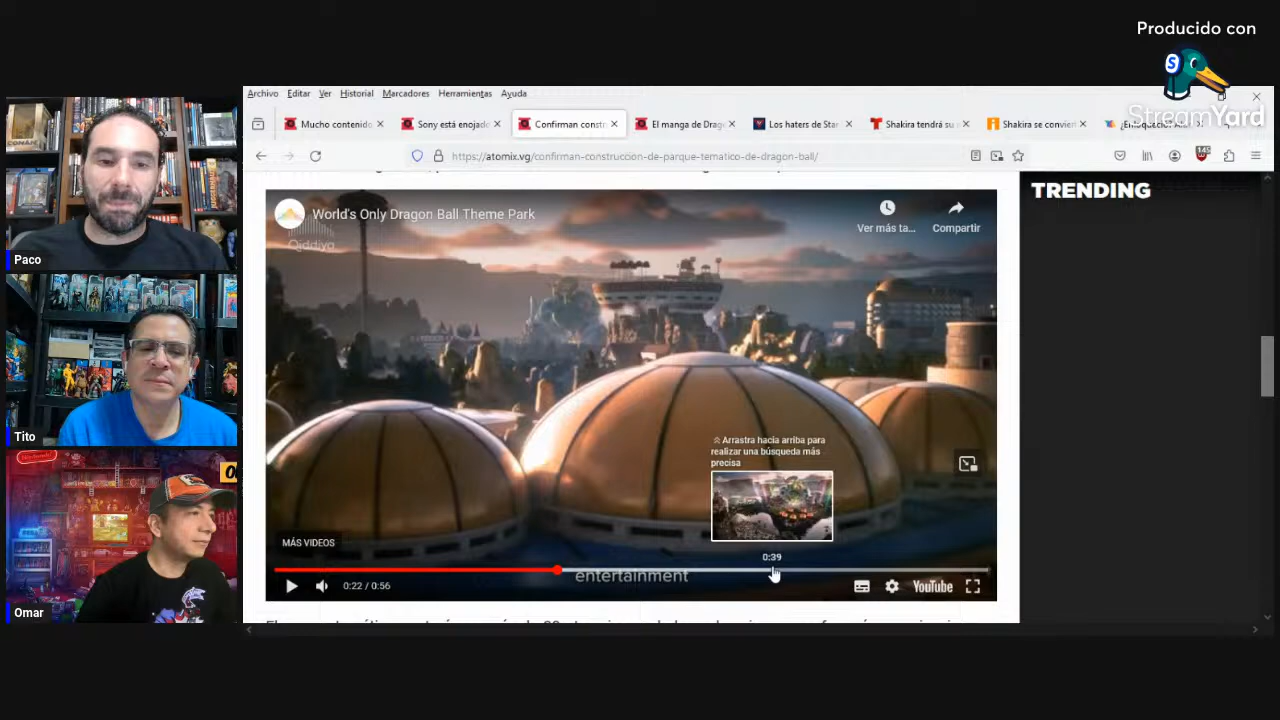 Producido con
StreamYard
Archivo Editar Ver Historial Marcadores Herramientas Ayuda
Mucho contenido
Sony está enojado
Confirman constr
El manga de Drag
Los haters de Star
Shakira tendrá su
Shakira se convier
https://atomix.vg/confirman-construccion-de-parque-tematico-de-dragon-ball/
145
TRENDING
World's Only Dragon Ball Theme Park
Qiddiya
Ver más ta...
Compartir
Paco
Tito
Omar
Arrastra hacia arriba para
realizar una búsqueda más
precisa
0:39
MÁS VIDEOS
entertainment
0:22 / 0:56
YouTube